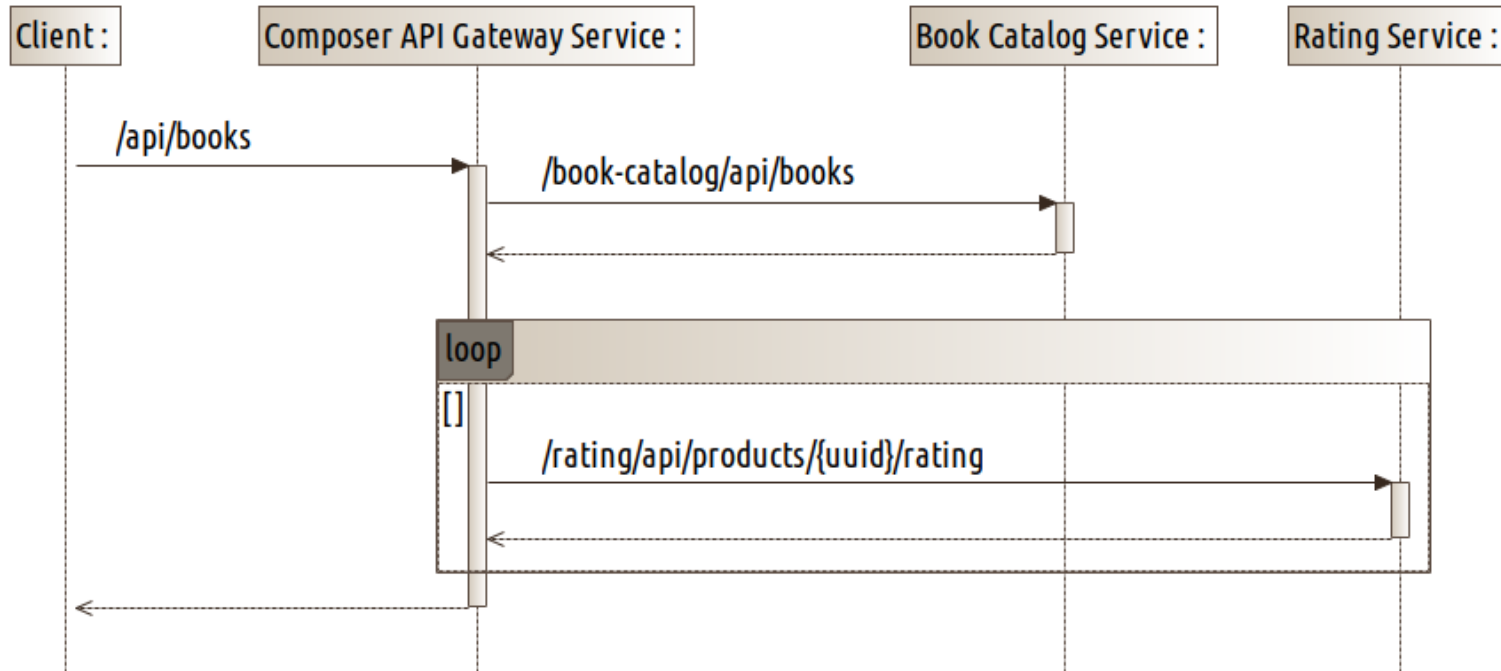 Client :
Composer API Gateway Service :
Book Catalog Service :
Rating Service :
/api/books
/book-catalog/api/books
loop
[ ]
/rating/api/products/{uuid}/rating